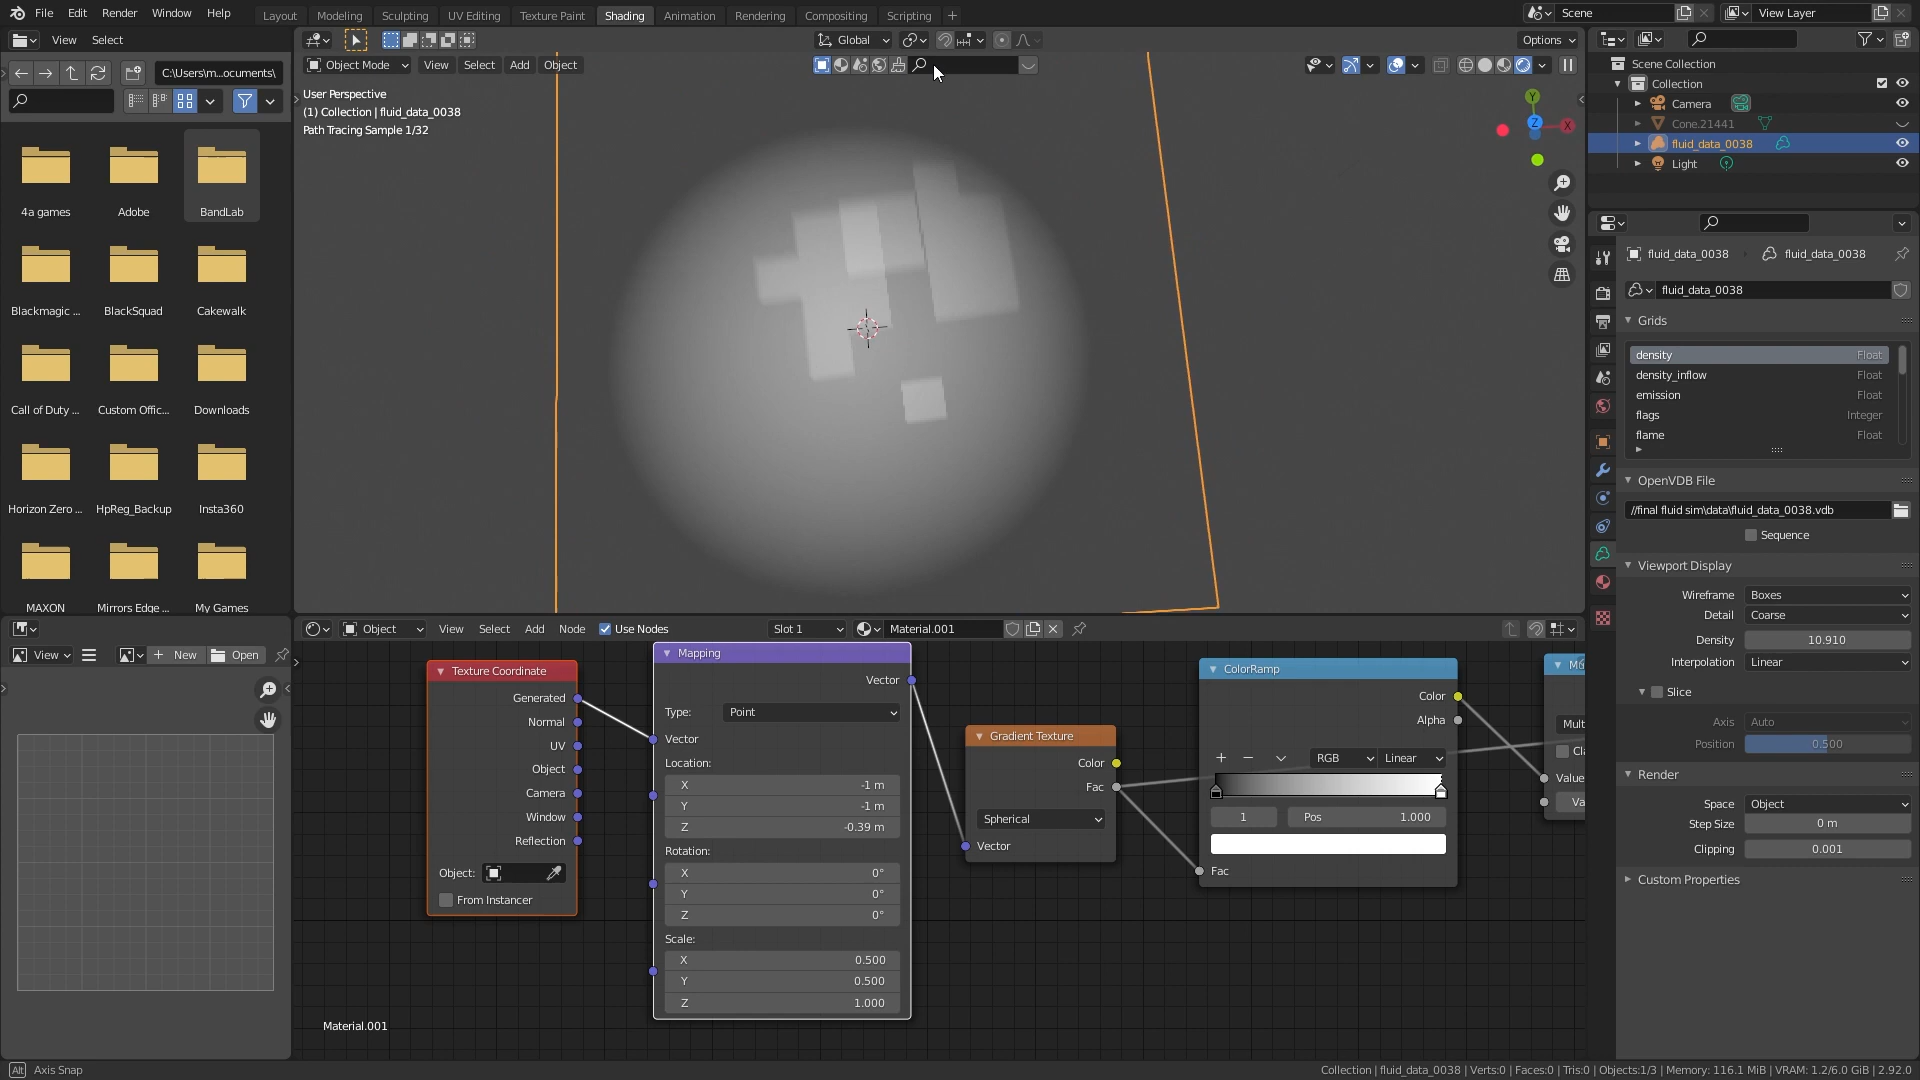 File Edit Render Window Help
Layout Modeling Sculpting UV Editing Texture Paint Shading Animation Rendering Compositing Scripting +
Scene
View Layer
View Select
Global
Options
C:\Users\m...ocuments\
Object Mode View Select Add Object
User Perspective
(1) Collection | fluid_data_0038
Path Tracing Sample 1/32
Y
Z
X
4a games Adobe BandLab
Blackmagic ... BlackSquad Cakewalk
Call of Duty ... Custom Offic... Downloads
Horizon Zero ... HpReg_Backup Insta360
MAXON Mirrors Edge ... My Games
Scene Collection
Collection
Camera
Cone.21441
fluid_data_0038
Light
fluid_data_0038 fluid_data_0038
fluid_data_0038
Grids
density Float
density_inflow Float
emission Float
flags Integer
flame Float
OpenVDB File
//final fluid sim\data\fluid_data_0038.vdb
Sequence
Viewport Display
Wireframe Boxes
Detail Coarse
Density 10.910
Interpolation Linear
Slice
Axis Auto
Position 0.500
Render
Space Object
Step Size 0 m
Clipping 0.001
Custom Properties
View + New Open
Object View Select Add Node Use Nodes Slot 1 Material.001
Texture Coordinate
Generated
Normal
UV
Object
Camera
Window
Reflection
Object:
From Instancer
Mapping
Vector
Type: Point
Vector
Location:
X -1 m
Y -1 m
Z -0.39 m
Rotation:
X 0°
Y 0°
Z 0°
Scale:
X 0.500
Y 0.500
Z 1.000
Gradient Texture
Color
Fac
Spherical
Vector
ColorRamp
Color
Alpha
+ − RGB Linear
1 Pos 1.000
Fac
Mult
Cla
Value
Va
Material.001
Alt Axis Snap
Collection | fluid_data_0038 | Verts:0 | Faces:0 | Tris:0 | Objects:1/3 | Memory: 116.1 MiB | VRAM: 1.2/6.0 GiB | 2.92.0